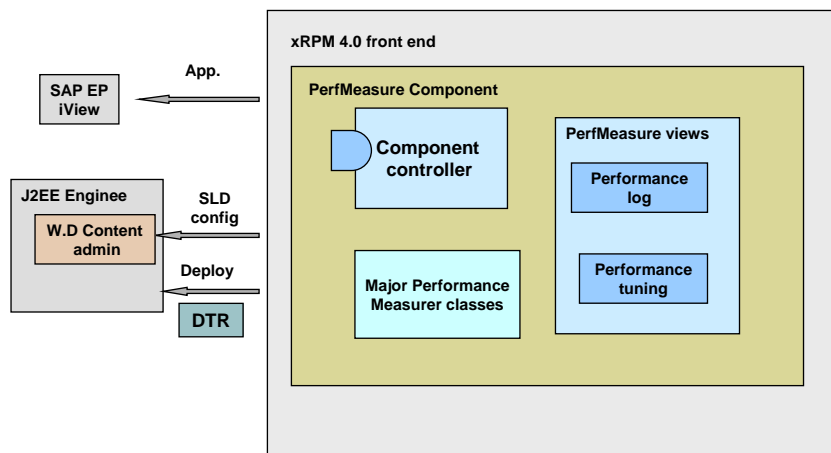 xRPM 4.0 front end
App.
SAP EP
iView
PerfMeasure Component
Component
controller
PerfMeasure views
Performance
log
Performance
tuning
Major Performance
Measurer classes
J2EE Enginee
W.D Content
admin
SLD
config
Deploy
DTR